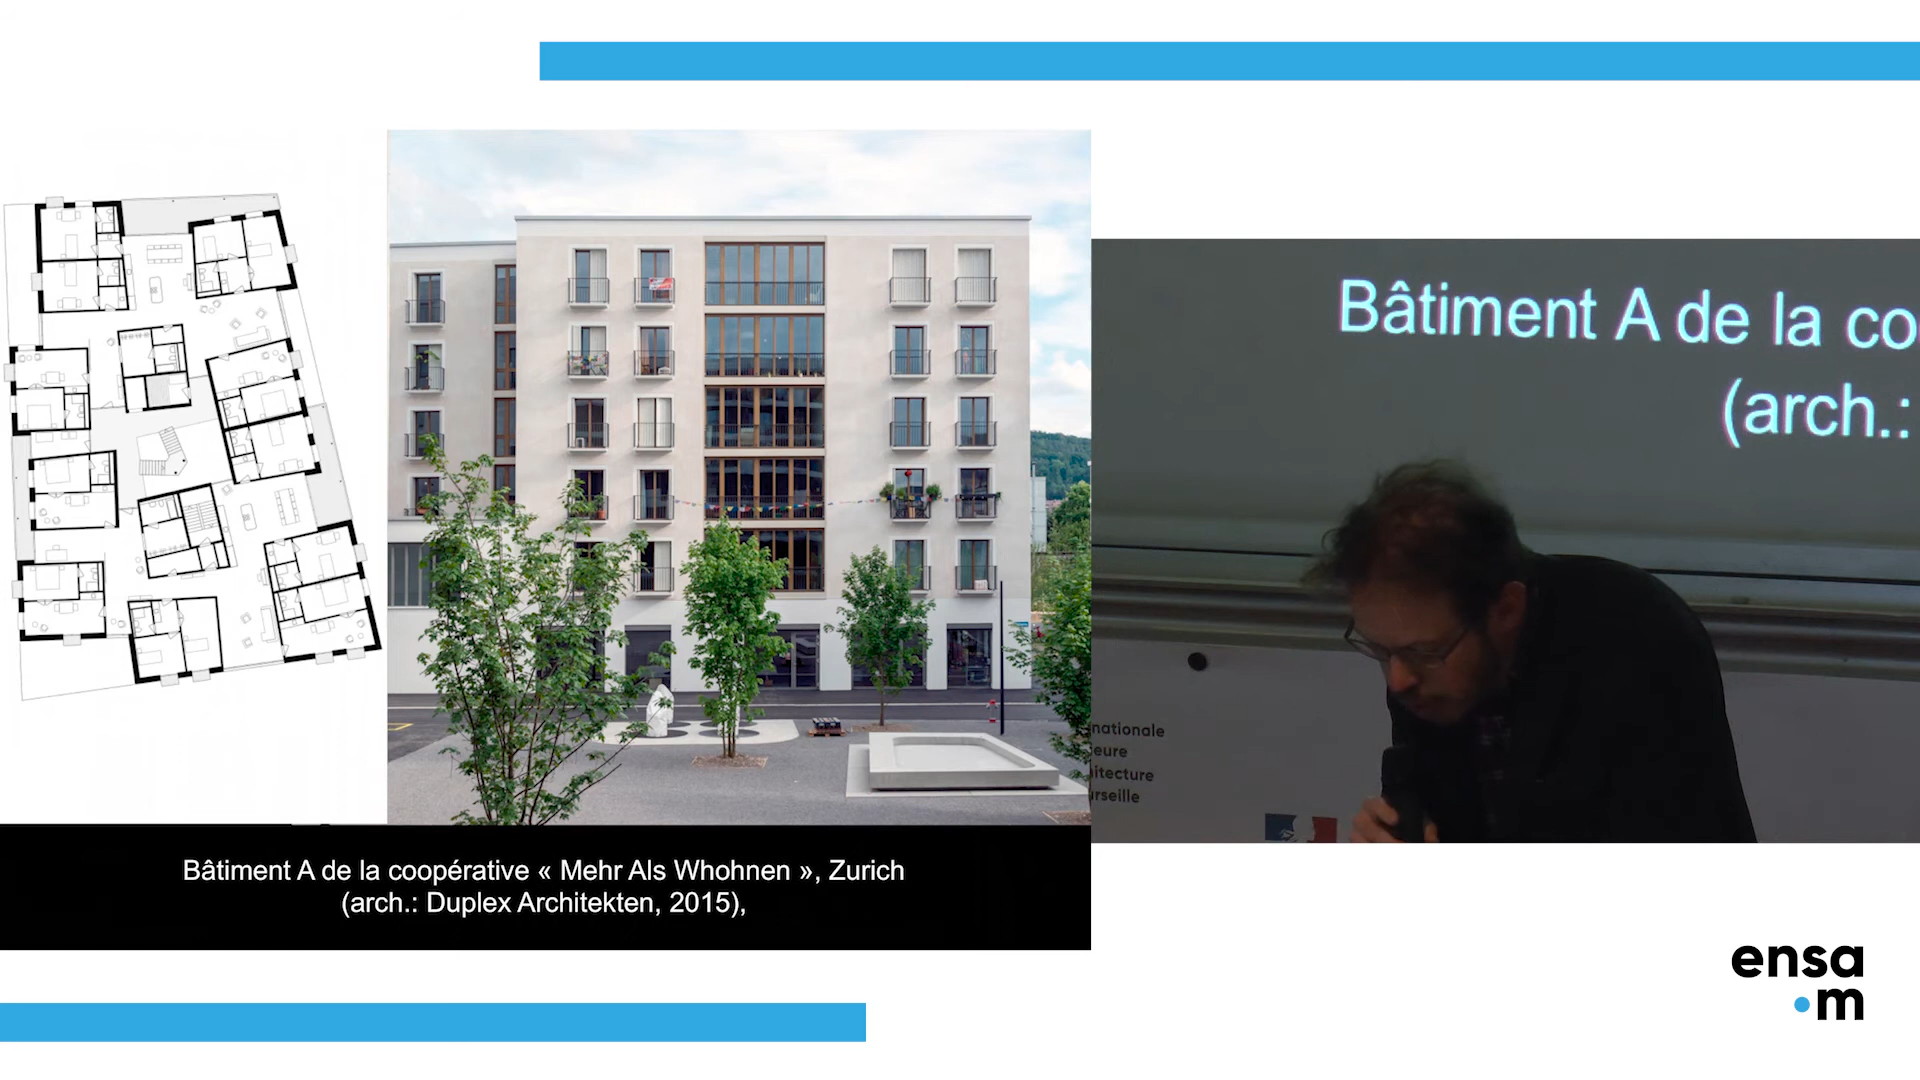 Bâtiment A de la coopérative « Mehr Als Whohnen », Zurich
(arch.: Duplex Architekten, 2015),
Bâtiment A de la co
(arch.:
nationale
eure
itecture
rseille
ensa
•m